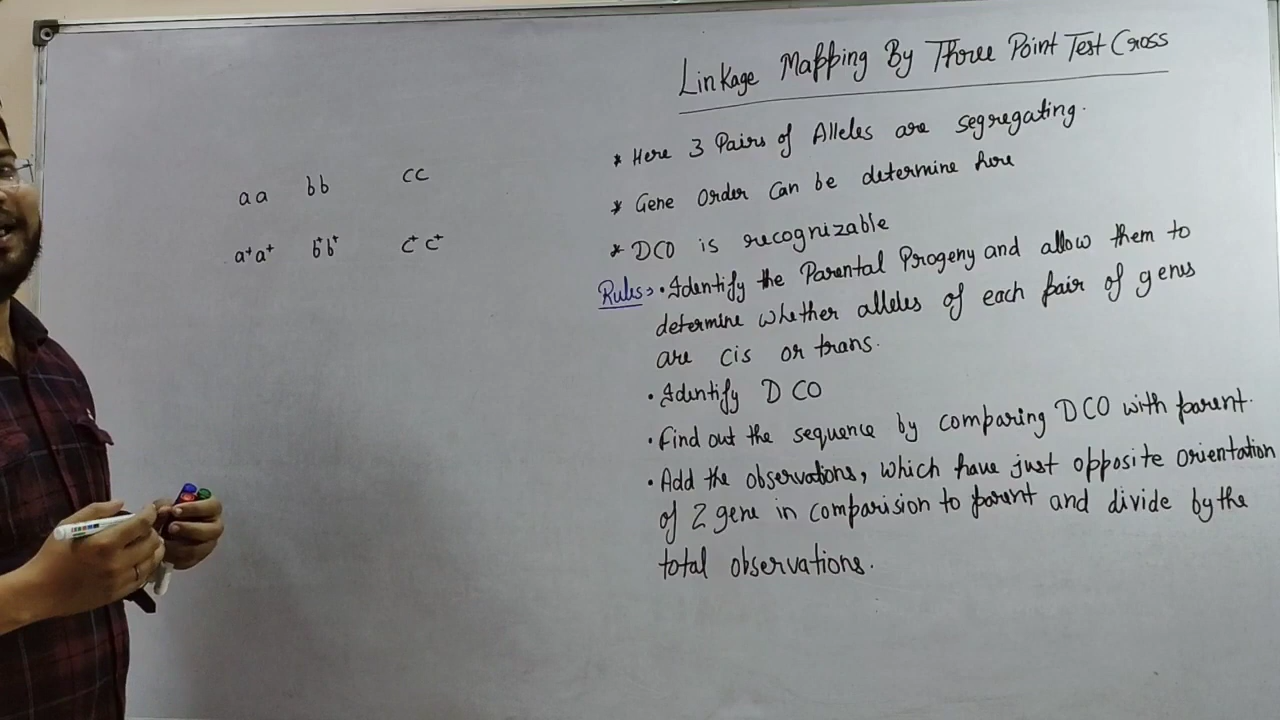 Linkage Mapping By Three Point Test Cross
* Here 3 Pairs of Alleles are segregating.
* Gene Order Can be determine here
* DCO is recognizable
Rules:- • Identify the Parental Progeny and allow them to
determine whether alleles of each pair of genes
are cis or trans.
• Identify DCO
• Find out the sequence by comparing DCO with parent.
• Add the observations, which have just opposite orientation
of 2 gene in comparision to parent and divide by the
total observations.
aa bb cc
a⁺a⁺ b⁺b⁺ c⁺c⁺